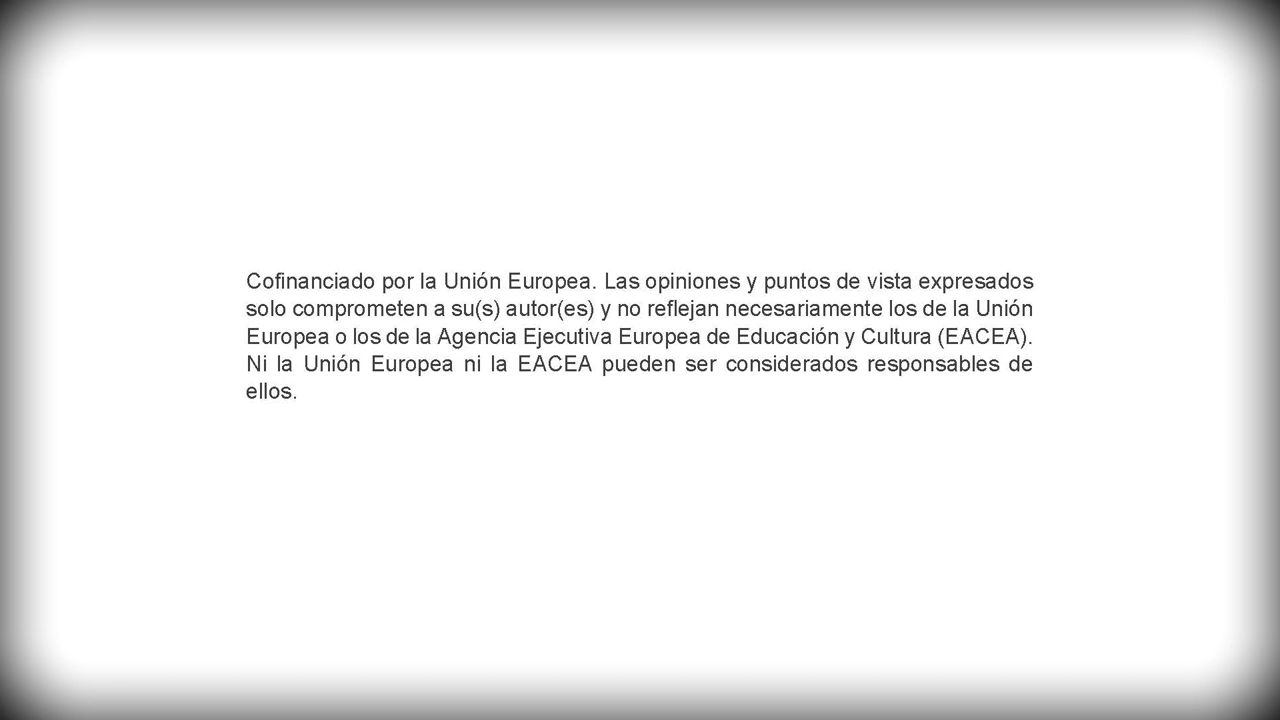 Cofinanciado por la Unión Europea. Las opiniones y puntos de vista expresados
solo comprometen a su(s) autor(es) y no reflejan necesariamente los de la Unión
Europea o los de la Agencia Ejecutiva Europea de Educación y Cultura (EACEA).
Ni la Unión Europea ni la EACEA pueden ser considerados responsables de
ellos.